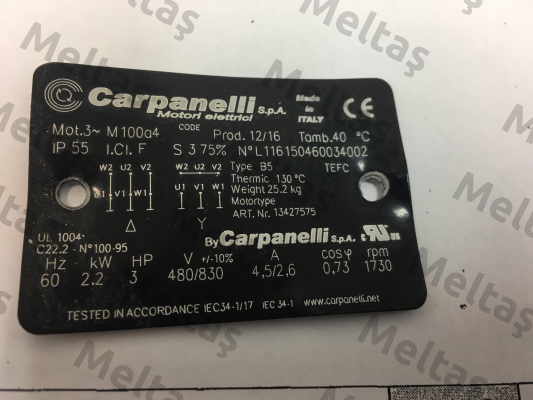 Carpanelli S.p.A.
Motori elettrici
Made in ITALY
CE
Mot.3~ M100a4 CODE Prod. 12/16 Tamb. 40 °C
IP 55 I.Cl. F S 3 75% N° L116150460034002
W2 U2 V2 W2 U2 V2 Type B5 TEFC
Thermic 130 °C
U1 V1 W1 U1 V1 W1 Weight 25.2 kg
Motortype
Δ Y ART. Nr. 13427575
UL 1004
C22.2 - N°100-95
By Carpanelli S.p.A. c RU us
Hz kW HP V +/-10% A cosφ rpm
60 2.2 3 480/830 4,5/2,6 0,73 1730
TESTED IN ACCORDANCE IEC34-1/17 IEC 34-1 www.carpanelli.net
Meltaş